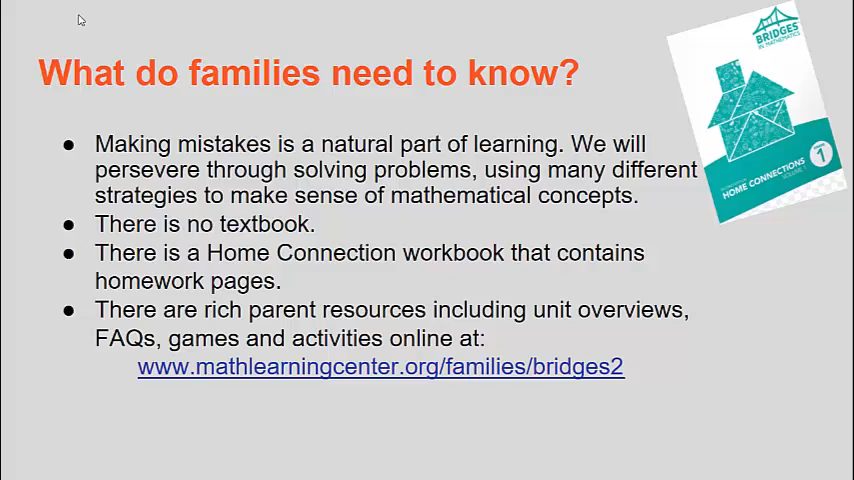 What do families need to know?
BRIDGES
IN MATHEMATICS
● Making mistakes is a natural part of learning. We will
persevere through solving problems, using many different
strategies to make sense of mathematical concepts.
● There is no textbook.
● There is a Home Connection workbook that contains
homework pages.
● There are rich parent resources including unit overviews,
FAQs, games and activities online at:
www.mathlearningcenter.org/families/bridges2
HOME CONNECTIONS
1